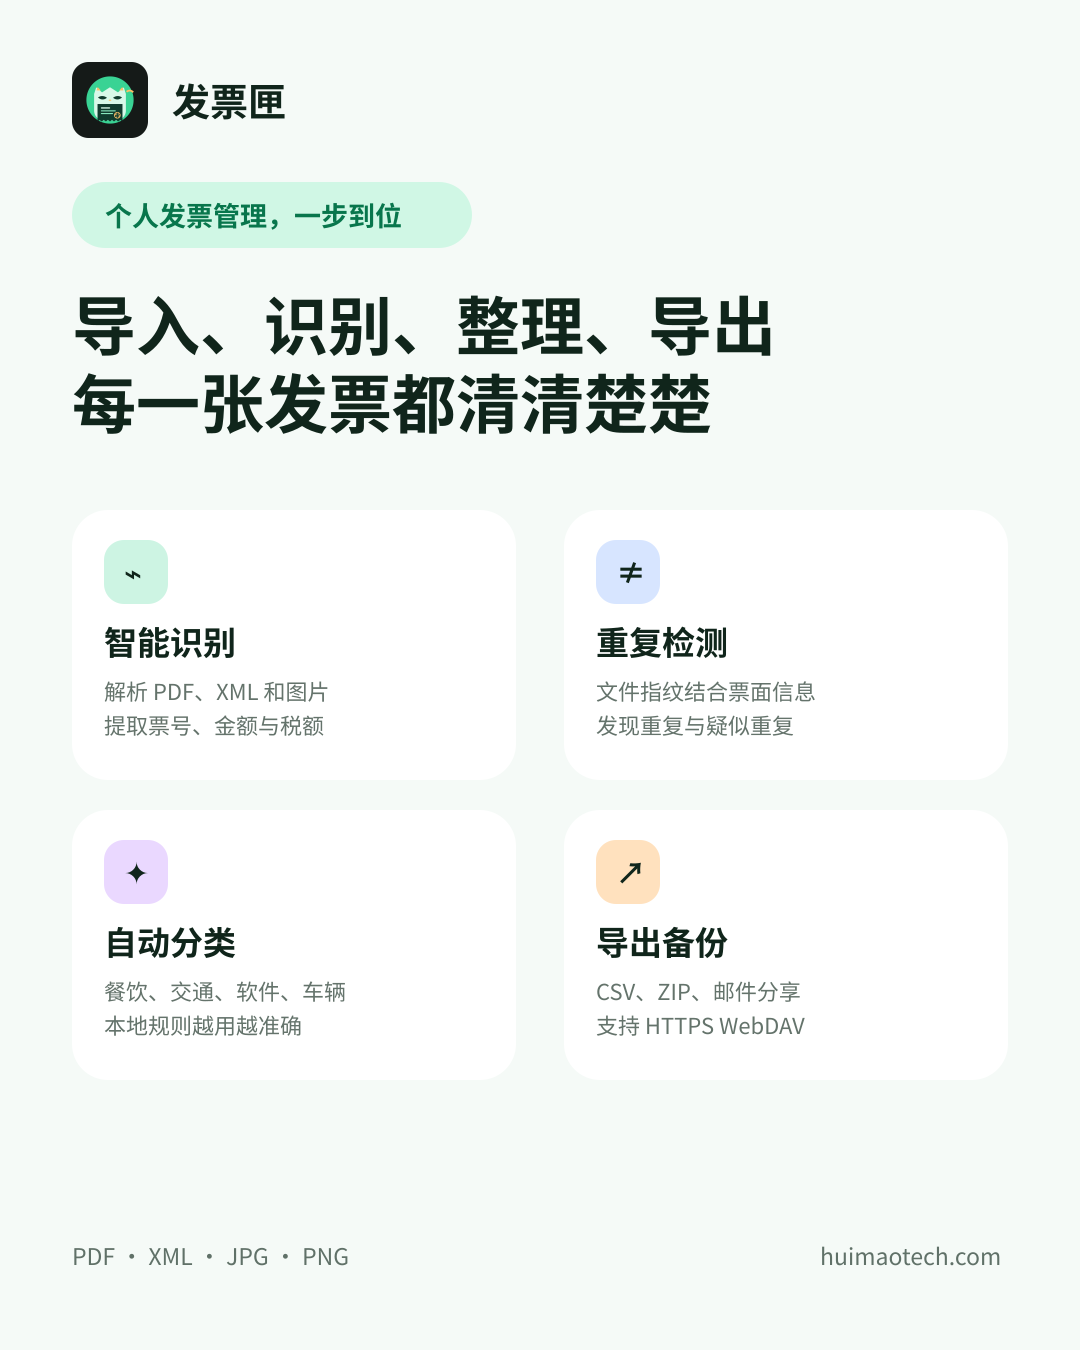 发票匣
个人发票管理，一步到位
导入、识别、整理、导出
每一张发票都清清楚楚
智能识别
解析 PDF、XML 和图片
提取票号、金额与税额
重复检测
文件指纹结合票面信息
发现重复与疑似重复
自动分类
餐饮、交通、软件、车辆
本地规则越用越准确
导出备份
CSV、ZIP、邮件分享
支持 HTTPS WebDAV
PDF · XML · JPG · PNG
huimaotech.com